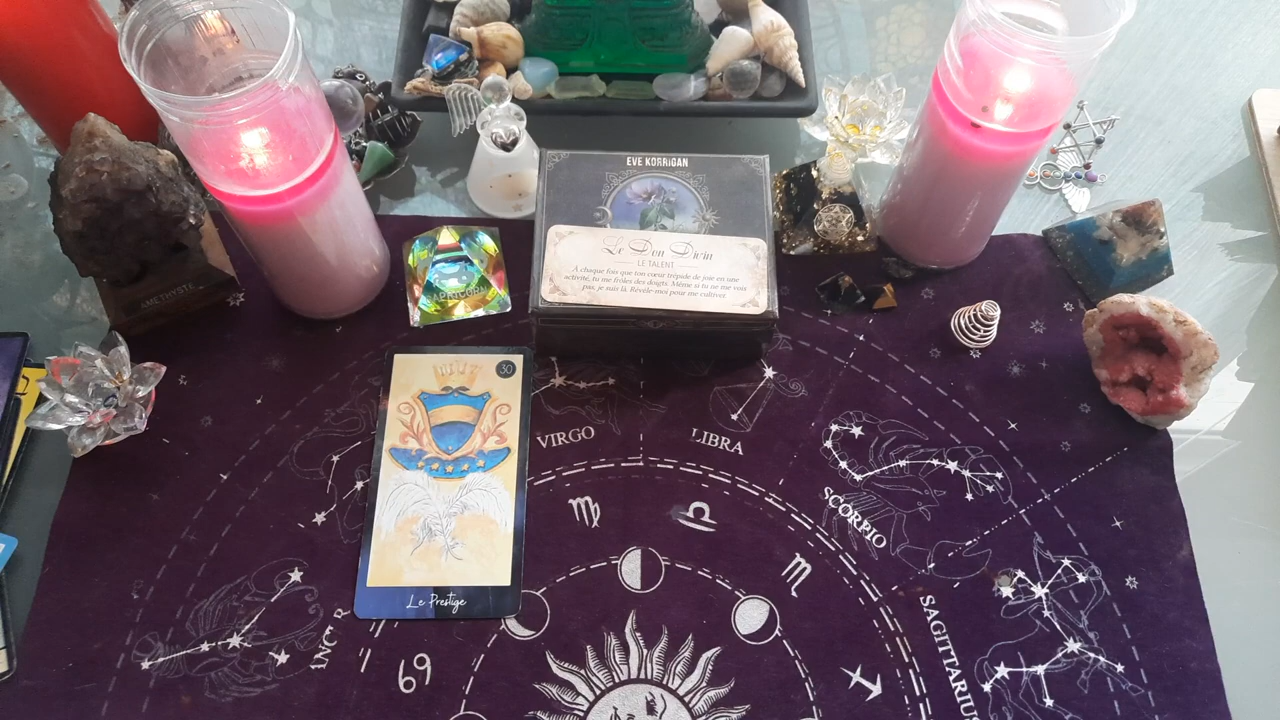 EVE KORRIGAN
Le Don Divin
LE TALENT
À chaque fois que ton cœur trépide de joie en une
activité, tu me frôles des doigts. Même si tu ne me vois
pas, je suis là. Révèle-moi pour me cultiver.
AMETHYSTE
CAPRICORN
30
Le Prestige
VIRGO
LIBRA
SCORPIO
SAGITTARIUS